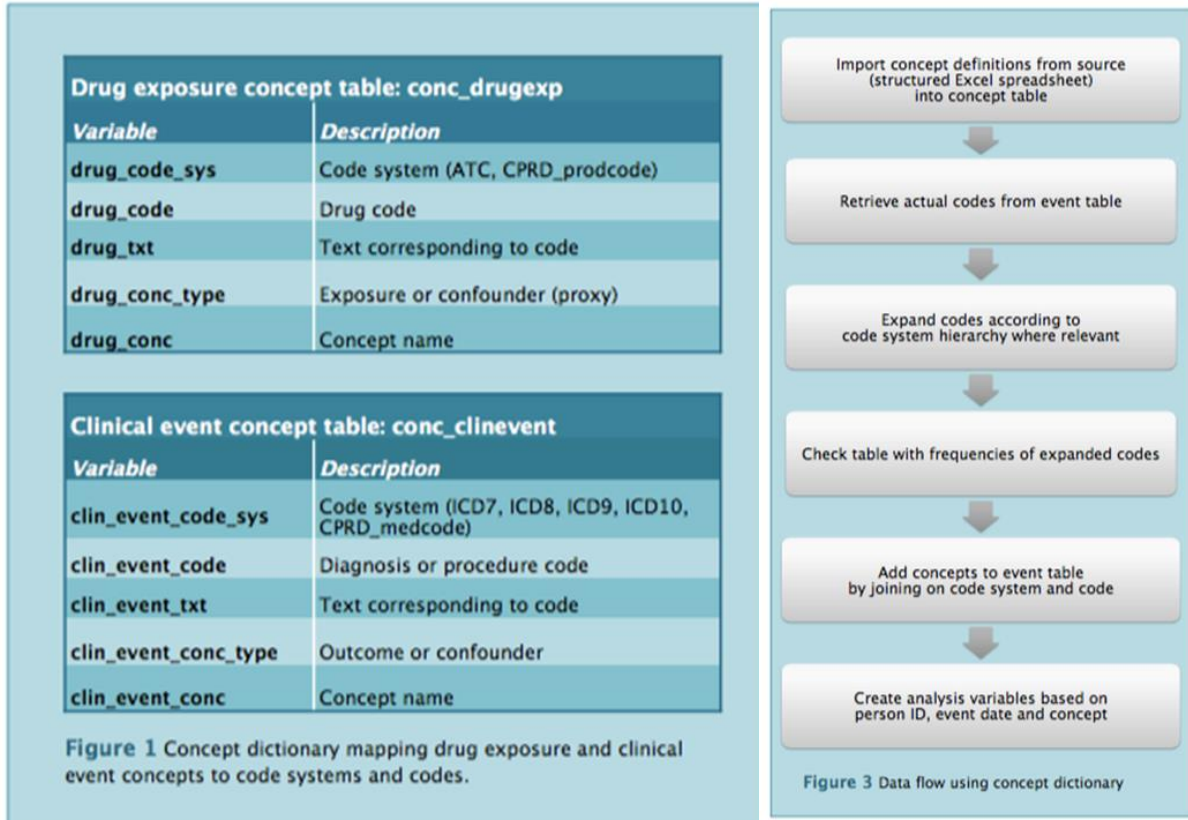 Drug exposure concept table: conc_drugexp
Variable Description
drug_code_sys Code system (ATC, CPRD_prodcode)
drug_code Drug code
drug_txt Text corresponding to code
drug_conc_type Exposure or confounder (proxy)
drug_conc Concept name
Clinical event concept table: conc_clinevent
Variable Description
clin_event_code_sys Code system (ICD7, ICD8, ICD9, ICD10,
CPRD_medcode)
clin_event_code Diagnosis or procedure code
clin_event_txt Text corresponding to code
clin_event_conc_type Outcome or confounder
clin_event_conc Concept name
Figure 1 Concept dictionary mapping drug exposure and clinical
event concepts to code systems and codes.
Import concept definitions from source
(structured Excel spreadsheet)
into concept table
Retrieve actual codes from event table
Expand codes according to
code system hierarchy where relevant
Check table with frequencies of expanded codes
Add concepts to event table
by joining on code system and code
Create analysis variables based on
person ID, event date and concept
Figure 3 Data flow using concept dictionary